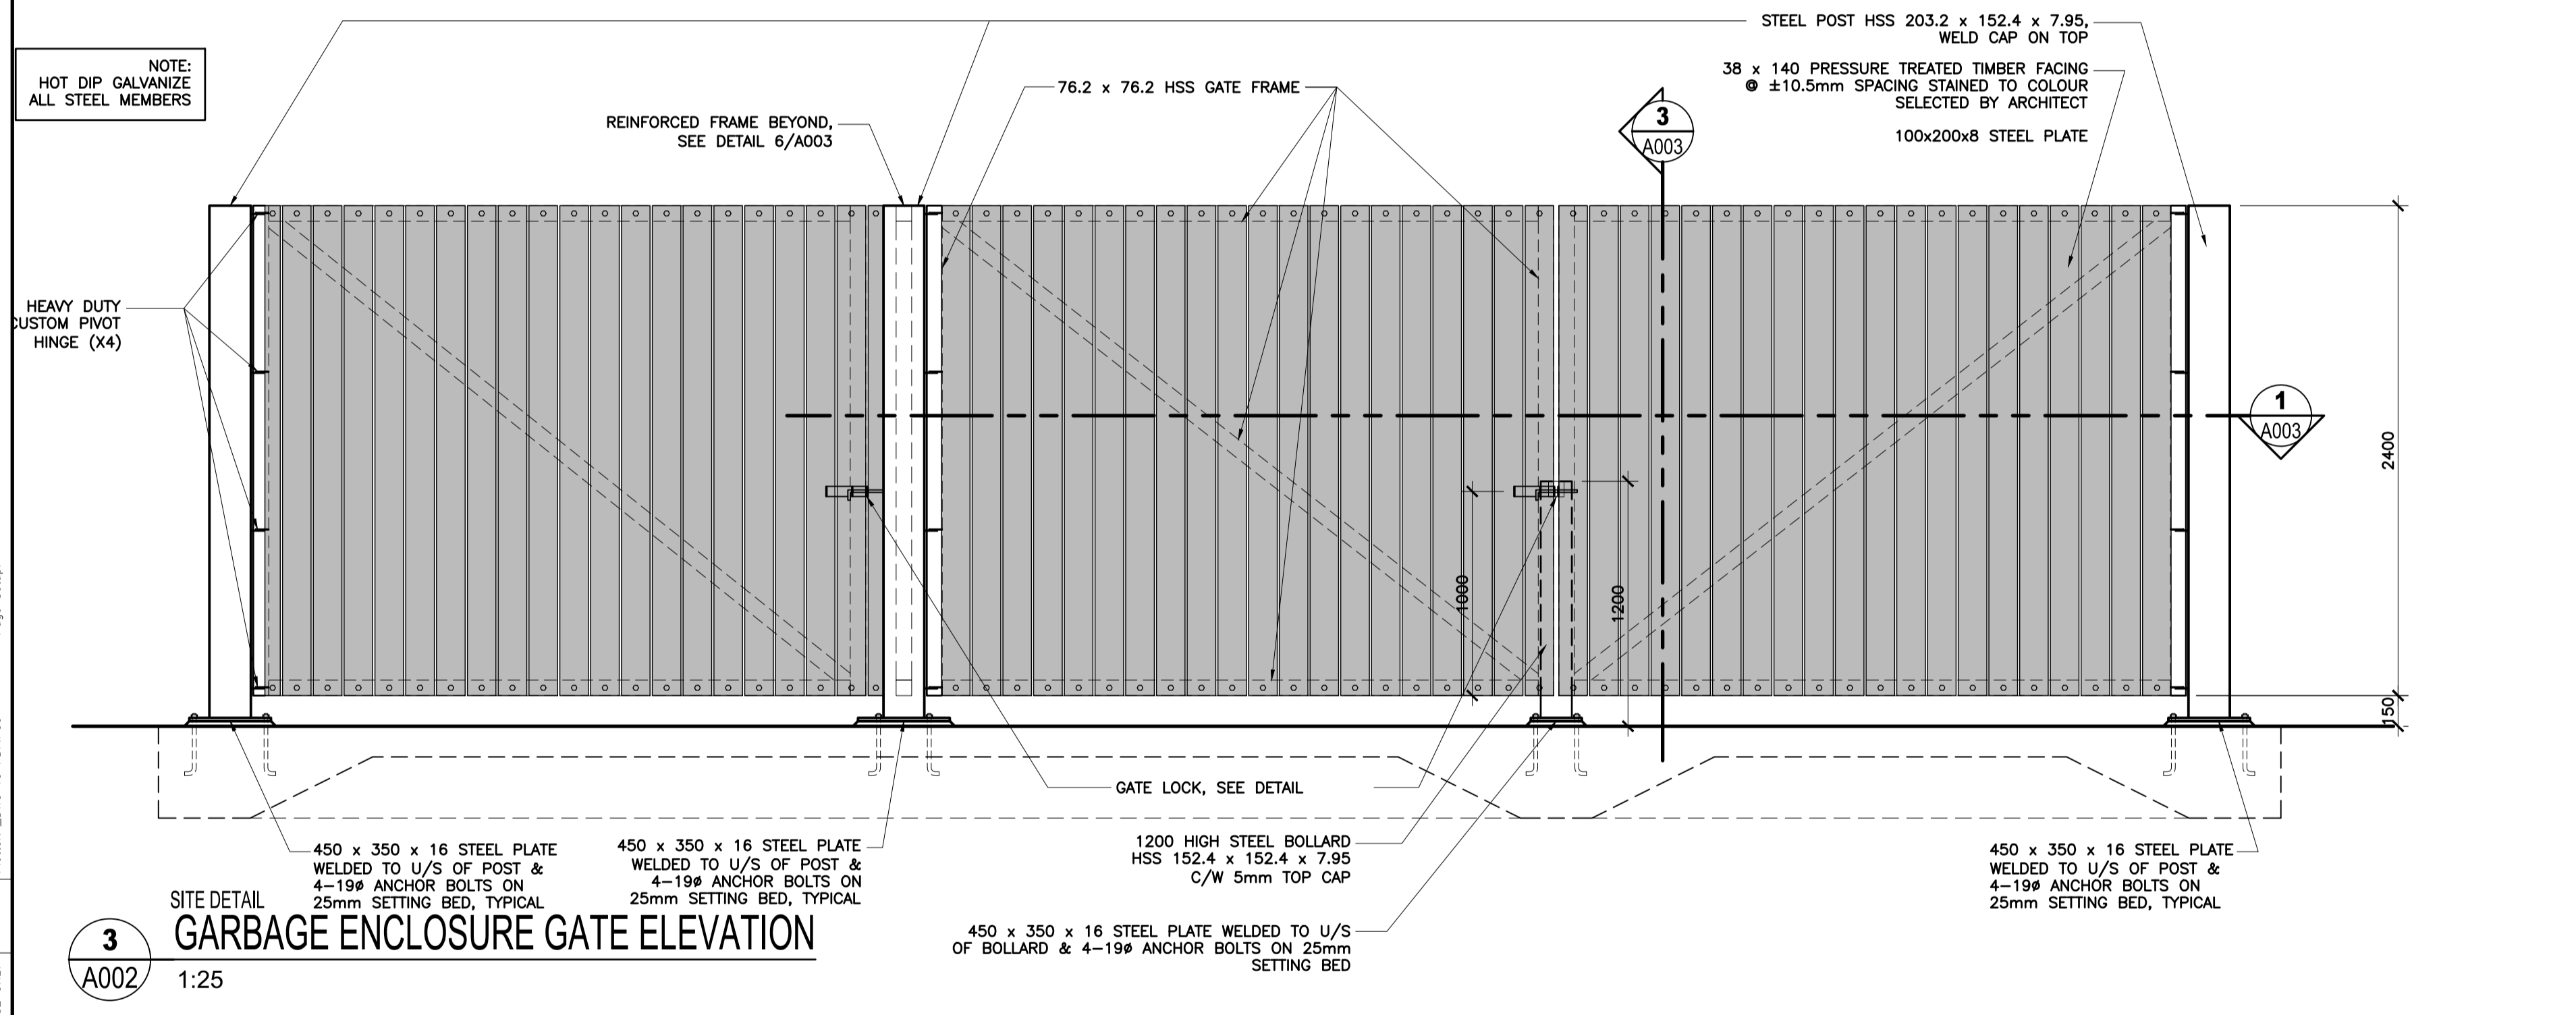 STEEL POST HSS 203.2 x 152.4 x 7.95,
WELD CAP ON TOP
NOTE:
HOT DIP GALVANIZE
ALL STEEL MEMBERS
38 x 140 PRESSURE TREATED TIMBER FACING
@ ±10.5mm SPACING STAINED TO COLOUR
SELECTED BY ARCHITECT
76.2 x 76.2 HSS GATE FRAME
REINFORCED FRAME BEYOND,
SEE DETAIL 6/A003
3
A003
100x200x8 STEEL PLATE
HEAVY DUTY
CUSTOM PIVOT
HINGE (X4)
1
A003
2400
1000
1200
150
GATE LOCK, SEE DETAIL
450 x 350 x 16 STEEL PLATE
WELDED TO U/S OF POST &
4-19ø ANCHOR BOLTS ON
25mm SETTING BED, TYPICAL
450 x 350 x 16 STEEL PLATE
WELDED TO U/S OF POST &
4-19ø ANCHOR BOLTS ON
25mm SETTING BED, TYPICAL
1200 HIGH STEEL BOLLARD
HSS 152.4 x 152.4 x 7.95
C/W 5mm TOP CAP
450 x 350 x 16 STEEL PLATE
WELDED TO U/S OF POST &
4-19ø ANCHOR BOLTS ON
25mm SETTING BED, TYPICAL
450 x 350 x 16 STEEL PLATE WELDED TO U/S
OF BOLLARD & 4-19ø ANCHOR BOLTS ON 25mm
SETTING BED
SITE DETAIL
3
A002
GARBAGE ENCLOSURE GATE ELEVATION
1:25